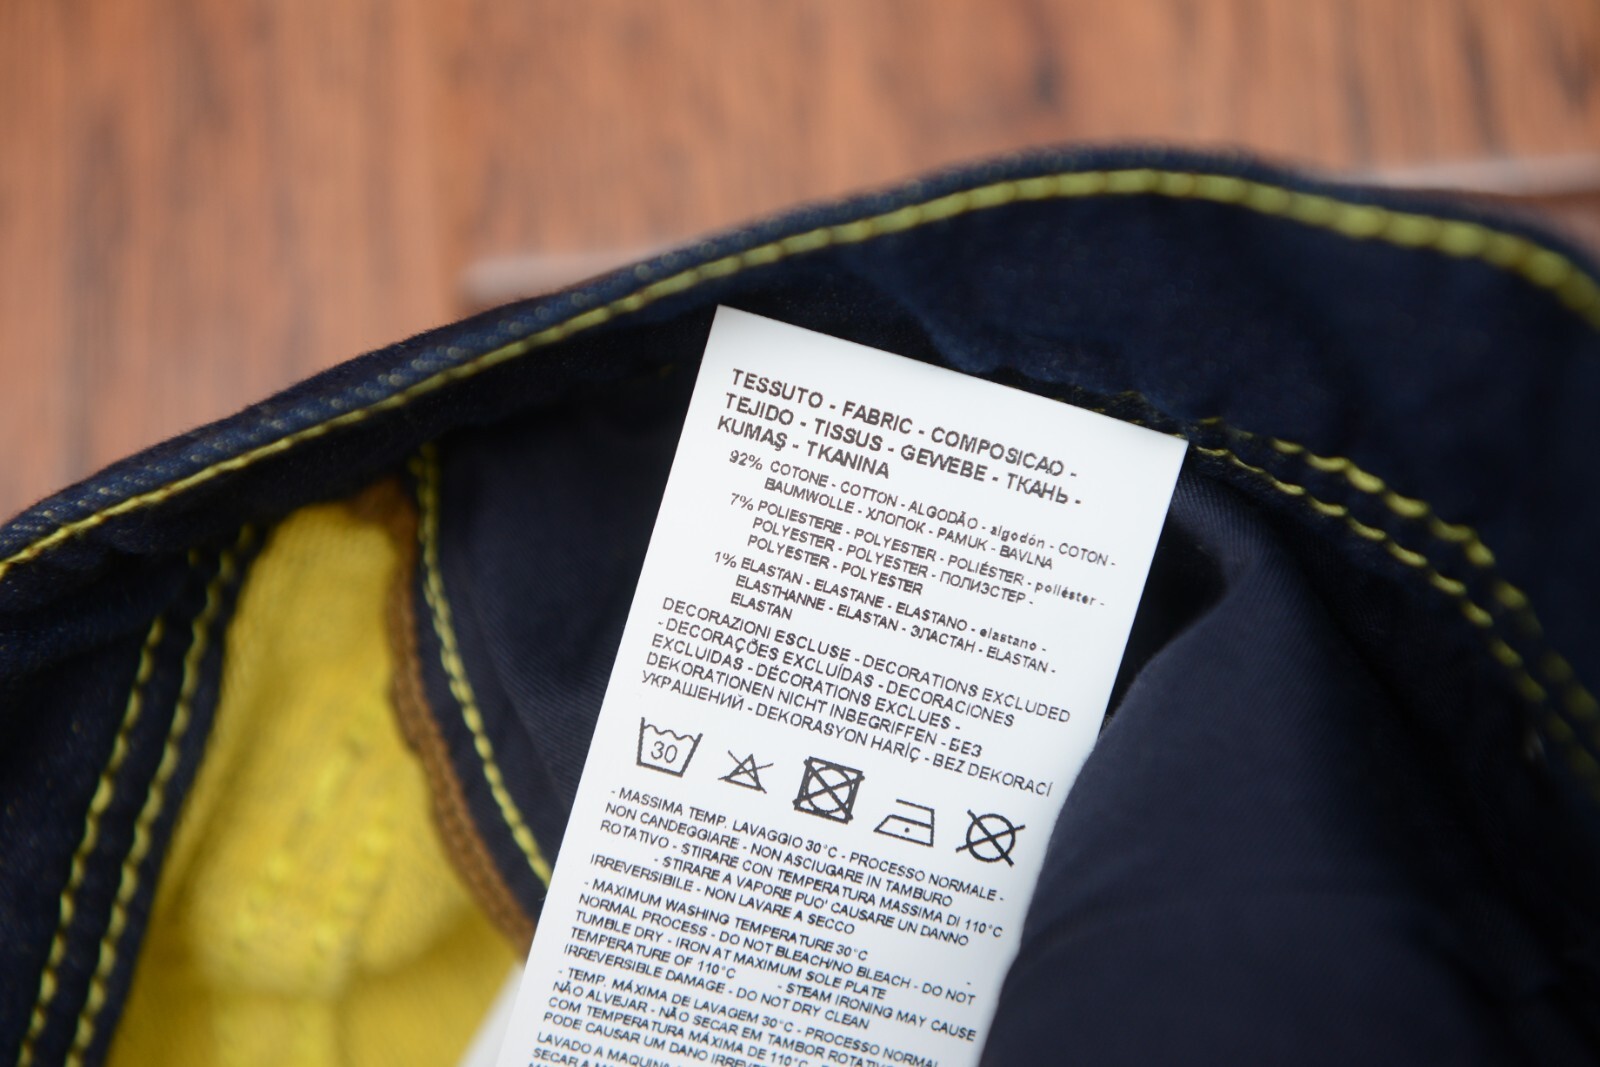 TESSUTO - FABRIC - COMPOSICAO -
TEJIDO - TISSUS - GEWEBE - ТКАНЬ -
KUMAŞ - TKANINA
92% COTONE - COTTON - ALGODÃO - algodón - COTON -
BAUMWOLLE - ХЛОПОК - PAMUK - BAVLNA
7% POLIESTERE - POLYESTER - POLIÉSTER - poliéster -
POLYESTER - POLYESTER - ПОЛИЭСТЕР -
POLYESTER - POLYESTER
1% ELASTAN - ELASTANE - ELASTANO - elastano -
ELASTHANNE - ELASTAN - ЭЛАСТАН - ELASTAN -
ELASTAN
DECORAZIONI ESCLUSE - DECORATIONS EXCLUDED
- DECORAÇÕES EXCLUÍDAS - DECORACIONES
EXCLUIDAS - DÉCORATIONS EXCLUES -
DEKORATIONEN NICHT INBEGRIFFEN - БЕЗ
УКРАШЕНИЙ - DEKORASYON HARİÇ - BEZ DEKORACÍ
30
- MASSIMA TEMP. LAVAGGIO 30°C - PROCESSO NORMALE -
NON CANDEGGIARE - NON ASCIUGARE IN TAMBURO
ROTATIVO - STIRARE CON TEMPERATURA MASSIMA DI 110°C
- STIRARE A VAPORE PUO' CAUSARE UN DANNO
IRREVERSIBILE - NON LAVARE A SECCO
- MAXIMUM WASHING TEMPERATURE 30°C -
NORMAL PROCESS - DO NOT BLEACH/NO BLEACH - DO NOT
TUMBLE DRY - IRON AT MAXIMUM SOLE PLATE
TEMPERATURE OF 110°C - STEAM IRONING MAY CAUSE
IRREVERSIBLE DAMAGE - DO NOT DRY CLEAN
- TEMP. MÁXIMA DE LAVAGEM 30°C - PROCESSO NORMAL
NÃO ALVEJAR - NÃO SECAR EM TAMBOR ROTATIV
COM TEMPERATURA MÁXIMA DE 110°C
PODE CAUSAR UM DANO
LAVADO A MAQUINA
SECAR A